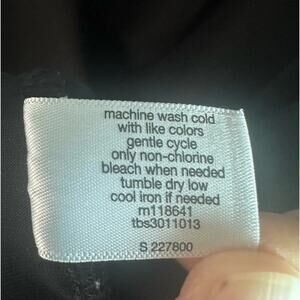 machine wash cold
with like colors
gentle cycle
only non-chlorine
bleach when needed
tumble dry low
cool iron if needed
m118641
tbs3011013
S 227800